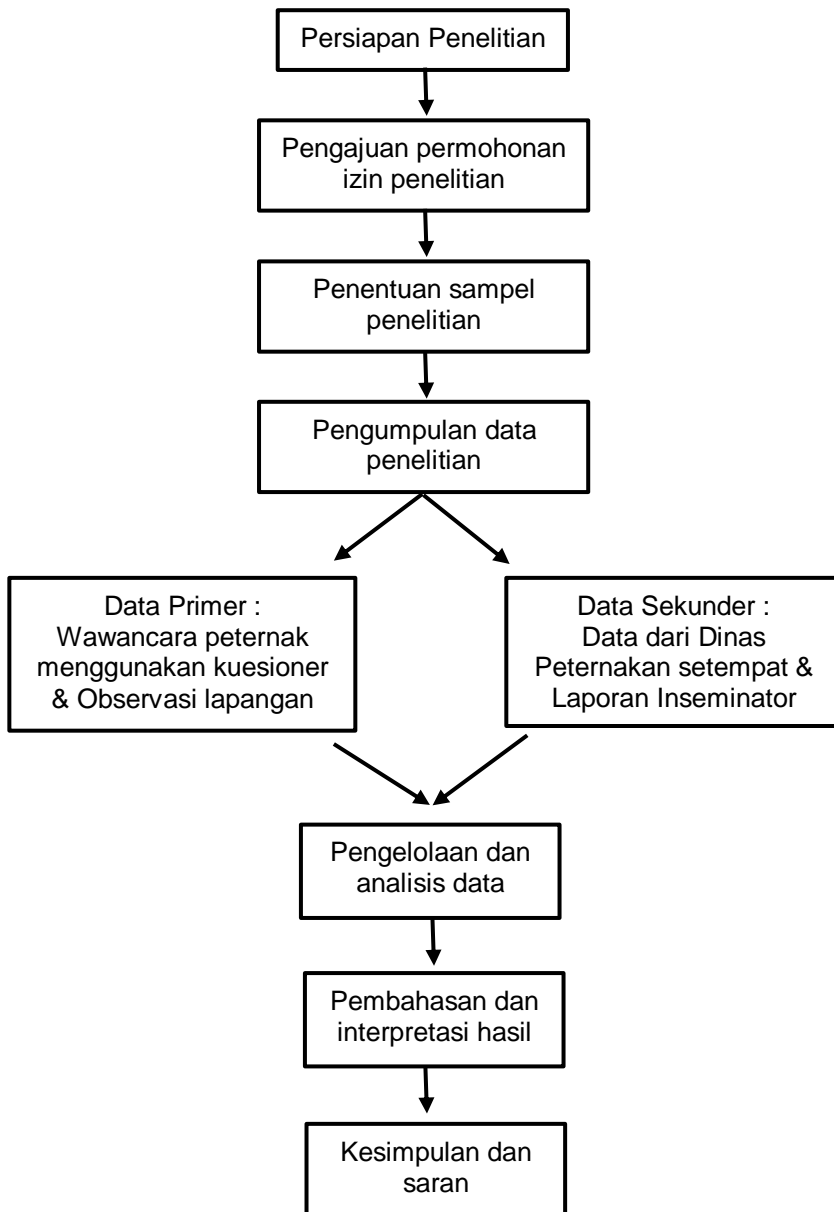 Persiapan Penelitian
Pengajuan permohonan
izin penelitian
Penentuan sampel
penelitian
Pengumpulan data
penelitian
Data Primer :
Wawancara peternak
menggunakan kuesioner
& Observasi lapangan
Data Sekunder :
Data dari Dinas
Peternakan setempat &
Laporan Inseminator
Pengelolaan dan
analisis data
Pembahasan dan
interpretasi hasil
Kesimpulan dan
saran